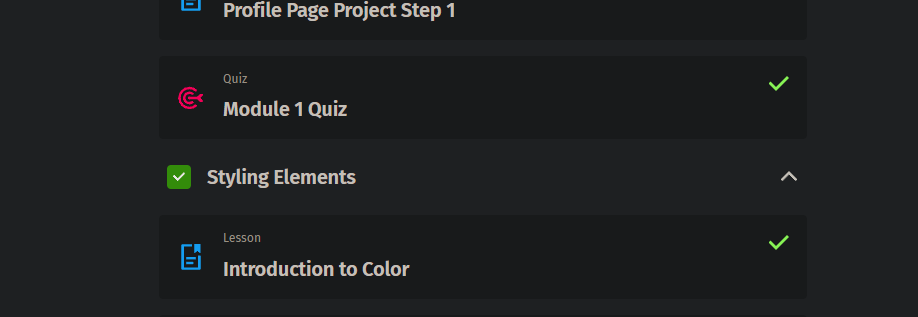 Profile Page Project Step 1
Quiz
Module 1 Quiz
Styling Elements
Lesson
Introduction to Color